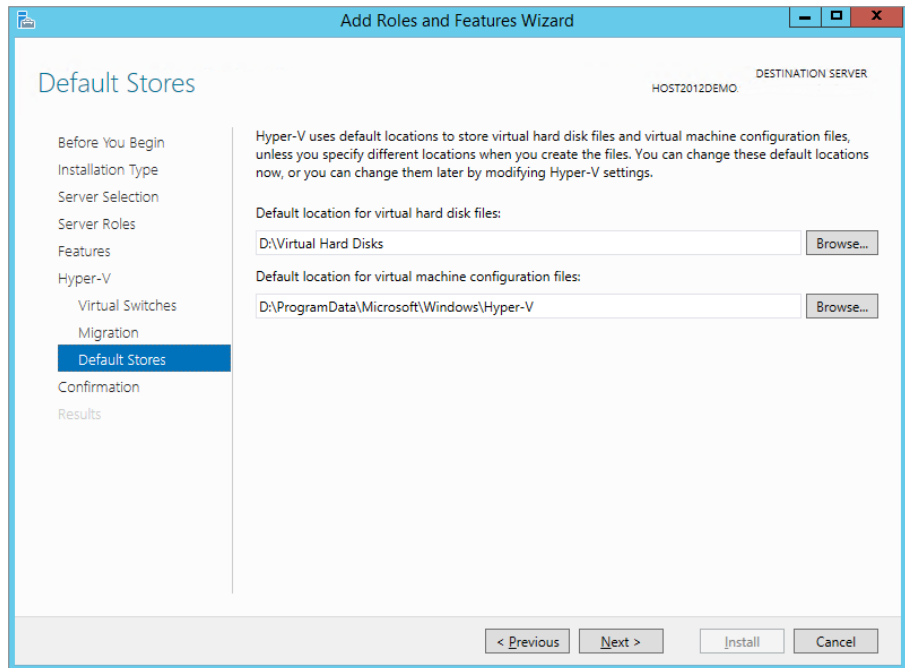 Add Roles and Features Wizard
Default Stores
DESTINATION SERVER
HOST2012DEMO.
Before You Begin
Installation Type
Server Selection
Server Roles
Features
Hyper-V
Virtual Switches
Migration
Default Stores
Confirmation
Results
Hyper-V uses default locations to store virtual hard disk files and virtual machine configuration files,
unless you specify different locations when you create the files. You can change these default locations
now, or you can change them later by modifying Hyper-V settings.
Default location for virtual hard disk files:
D:\Virtual Hard Disks
Browse...
Default location for virtual machine configuration files:
D:\ProgramData\Microsoft\Windows\Hyper-V
Browse...
< Previous
Next >
Install
Cancel